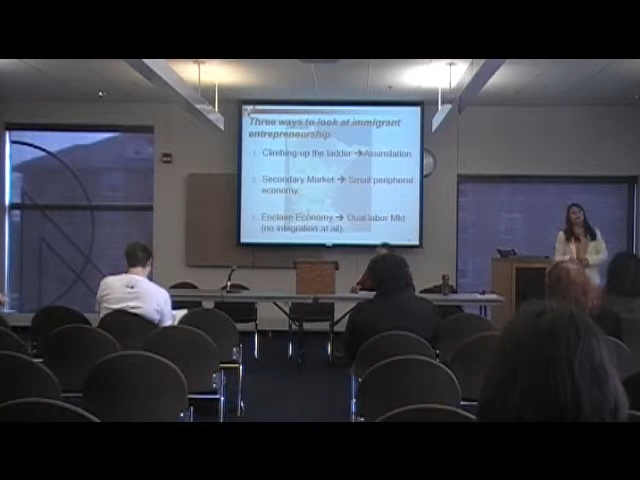 Three ways to look at immigrant
entrepreneurship
1. Climbing up the ladder →Assimilation
2. Secondary Market → Small peripheral
economy.
3. Enclave Economy → Dual labor Mkt
(no integration at all).